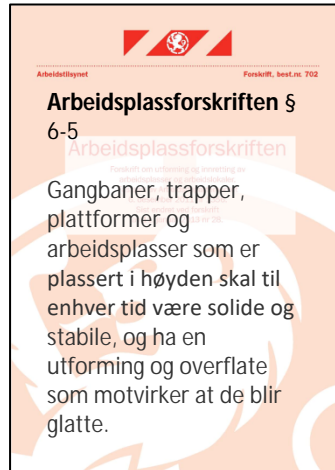 Arbeidstilsynet Forskrift, best.nr. 702
Arbeidsplassforskriften §
6-5
Arbeidsplassforskriften
Gangbaner, trapper,
plattformer og
arbeidsplasser som er
plassert i høyden skal til
enhver tid være solide og
stabile, og ha en
utforming og overflate
som motvirker at de blir
glatte.